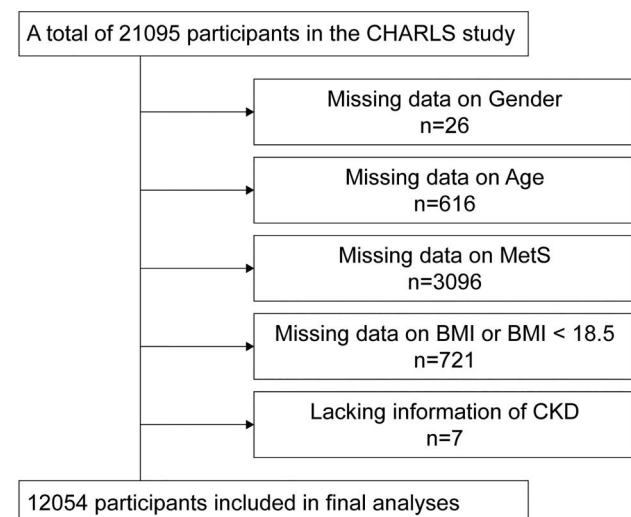 A total of 21095 participants in the CHARLS study
Missing data on Gender
n=26
Missing data on Age
n=616
Missing data on MetS
n=3096
Missing data on BMI or BMI < 18.5
n=721
Lacking information of CKD
n=7
12054 participants included in final analyses